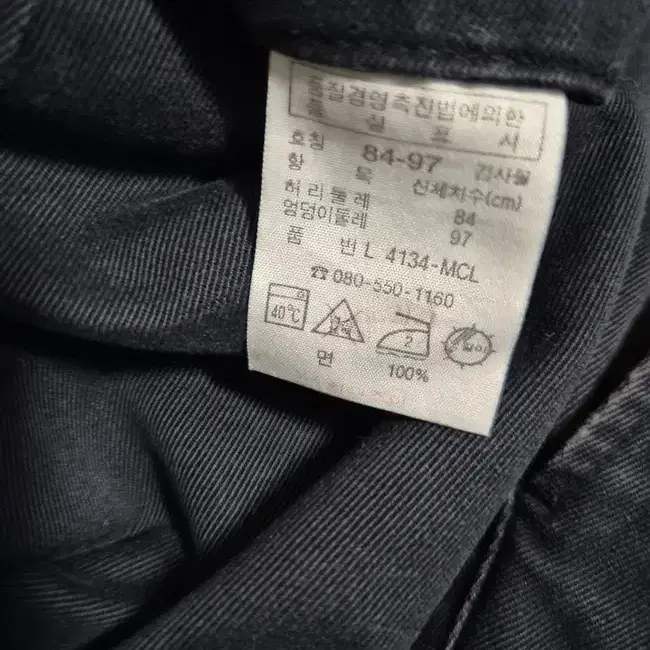 품질경영촉진법에의한
품 질 표 시
호칭 84-97 검사필
항 목 신체치수(cm)
허리둘레 84
엉덩이둘레 97
품 번 L 4134-MCL
☎080-550-1160
40℃ 2
면 100%